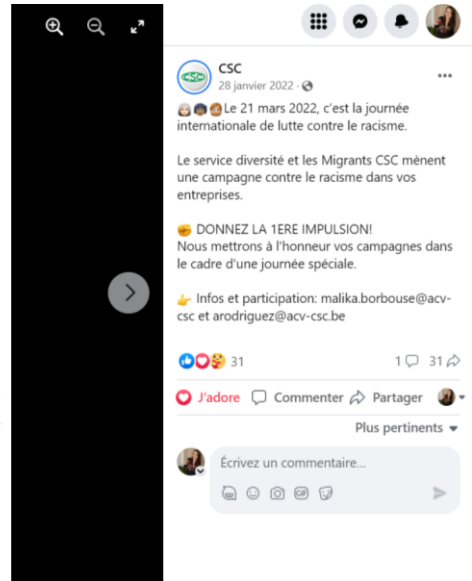 CSC
CSC
28 janvier 2022 ·
Le 21 mars 2022, c'est la journée
internationale de lutte contre le racisme.
Le service diversité et les Migrants CSC mènent
une campagne contre le racisme dans vos
entreprises.
DONNEZ LA 1ERE IMPULSION!
Nous mettrons à l'honneur vos campagnes dans
le cadre d'une journée spéciale.
Infos et participation: malika.borbouse@acv-
csc et arodriguez@acv-csc.be
31
1
31
J'adore
Commenter
Partager
Plus pertinents
Écrivez un commentaire...
GIF